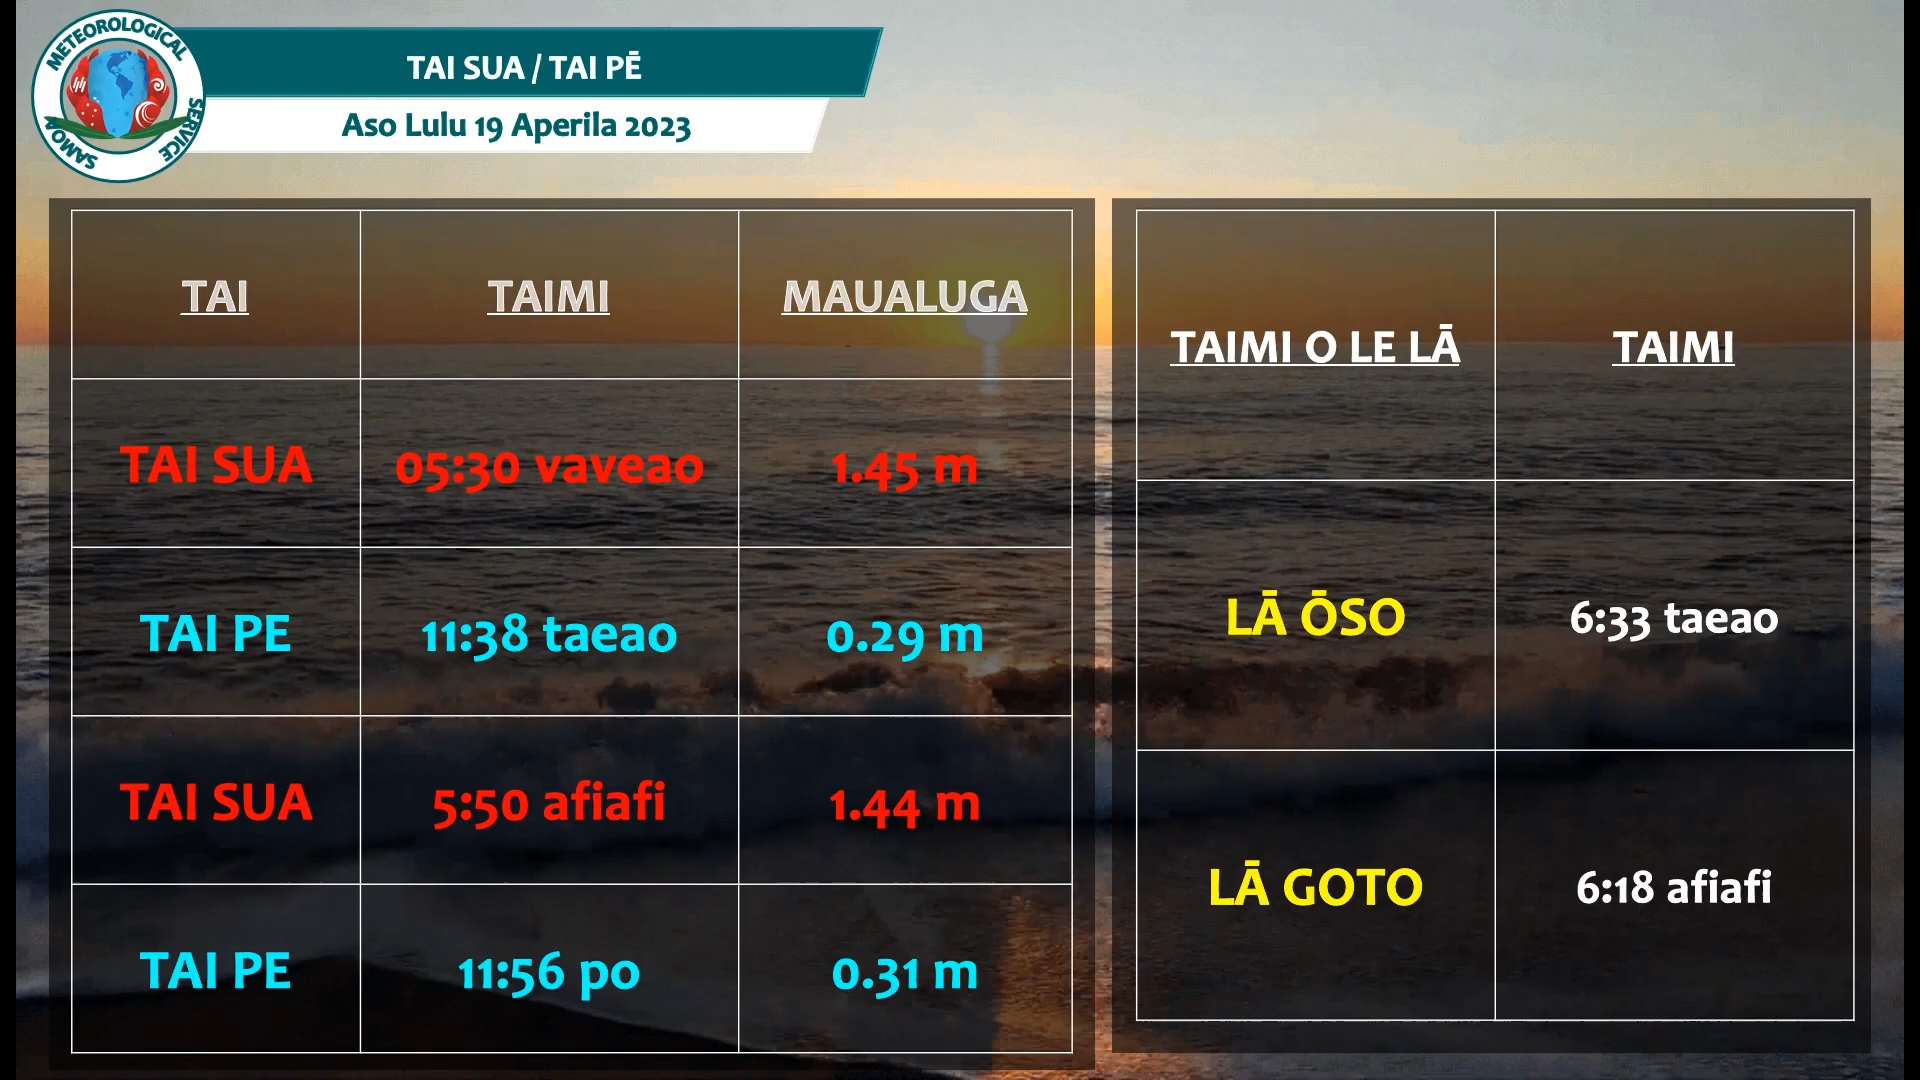 METEOROLOGICAL
SERVICE
SAMOA
TAI SUA / TAI PĒ
Aso Lulu 19 Aperila 2023
TAI TAIMI MAUALUGA
TAI SUA 05:30 vaveao 1.45 m
TAI PE 11:38 taeao 0.29 m
TAI SUA 5:50 afiafi 1.44 m
TAI PE 11:56 po 0.31 m
TAIMI O LE LĀ TAIMI
LĀ ŌSO 6:33 taeao
LĀ GOTO 6:18 afiafi